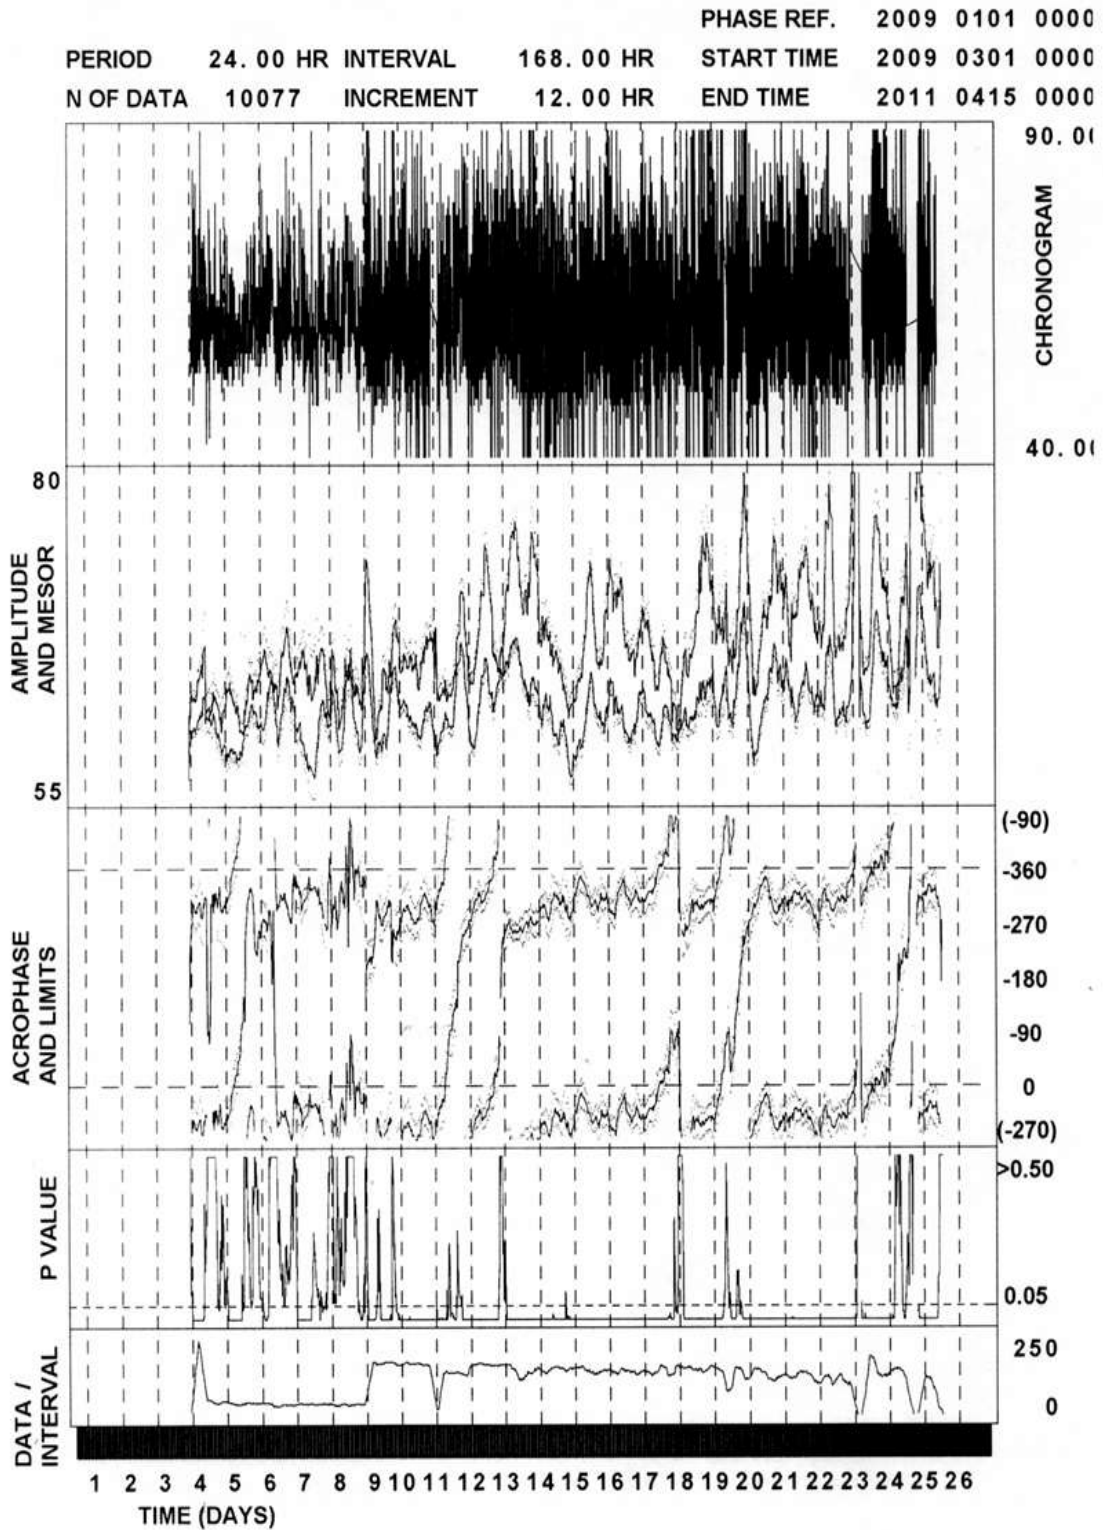 PHASE REF. 2009 0101 0000
PERIOD 24.00 HR INTERVAL 168.00 HR START TIME 2009 0301 0000
N OF DATA 10077 INCREMENT 12.00 HR END TIME 2011 0415 0000
90.00
CHRONOGRAM
40.00
80
AMPLITUDE
AND MESOR
55
(-90)
-360
-270
ACROPHASE
AND LIMITS
-180
-90
0
(-270)
P VALUE
>0.50
0.05
DATA /
INTERVAL
250
0
1 2 3 4 5 6 7 8 9 10 11 12 13 14 15 16 17 18 19 20 21 22 23 24 25 26
TIME (DAYS)